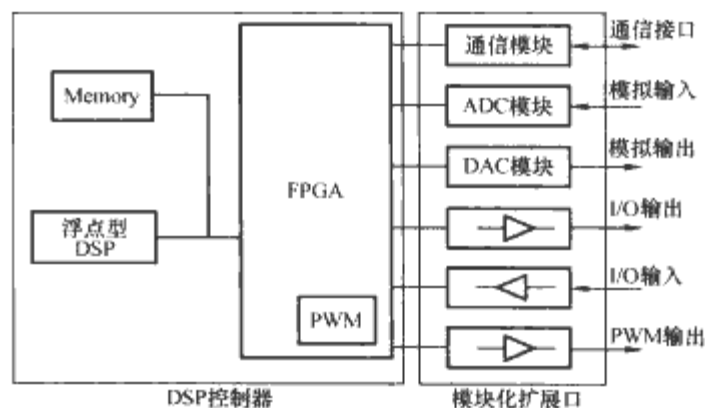 通信模块
通信接口
Memory
ADC模块
模拟输入
FPGA
DAC模块
模拟输出
浮点型
DSP
I/O输出
I/O输入
PWM
PWM输出
DSP控制器
模块化扩展口